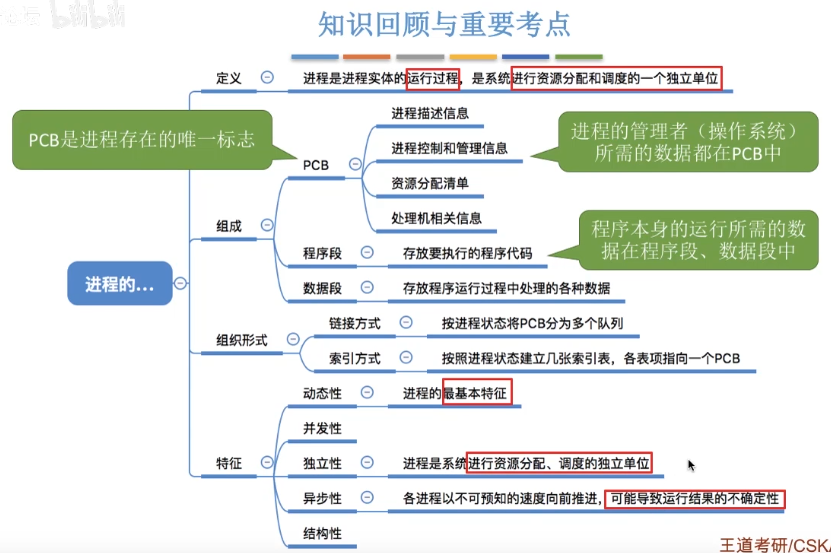 bilibili
知识回顾与重要考点
定义
进程是进程实体的运行过程，是系统进行资源分配和调度的一个独立单位
PCB是进程存在的唯一标志
进程描述信息
进程的管理者（操作系统）
所需的数据都在PCB中
PCB
进程控制和管理信息
资源分配清单
组成
处理机相关信息
程序本身的运行所需的数
据在程序段、数据段中
程序段
存放要执行的程序代码
进程的...
数据段
存放程序运行过程中处理的各种数据
组织形式
链接方式
按进程状态将PCB分为多个队列
索引方式
按照进程状态建立几张索引表，各表项指向一个PCB
动态性
进程的最基本特征
并发性
特征
独立性
进程是系统进行资源分配、调度的独立单位
异步性
各进程以不可预知的速度向前推进，可能导致运行结果的不确定性
结构性
王道考研/CSKA